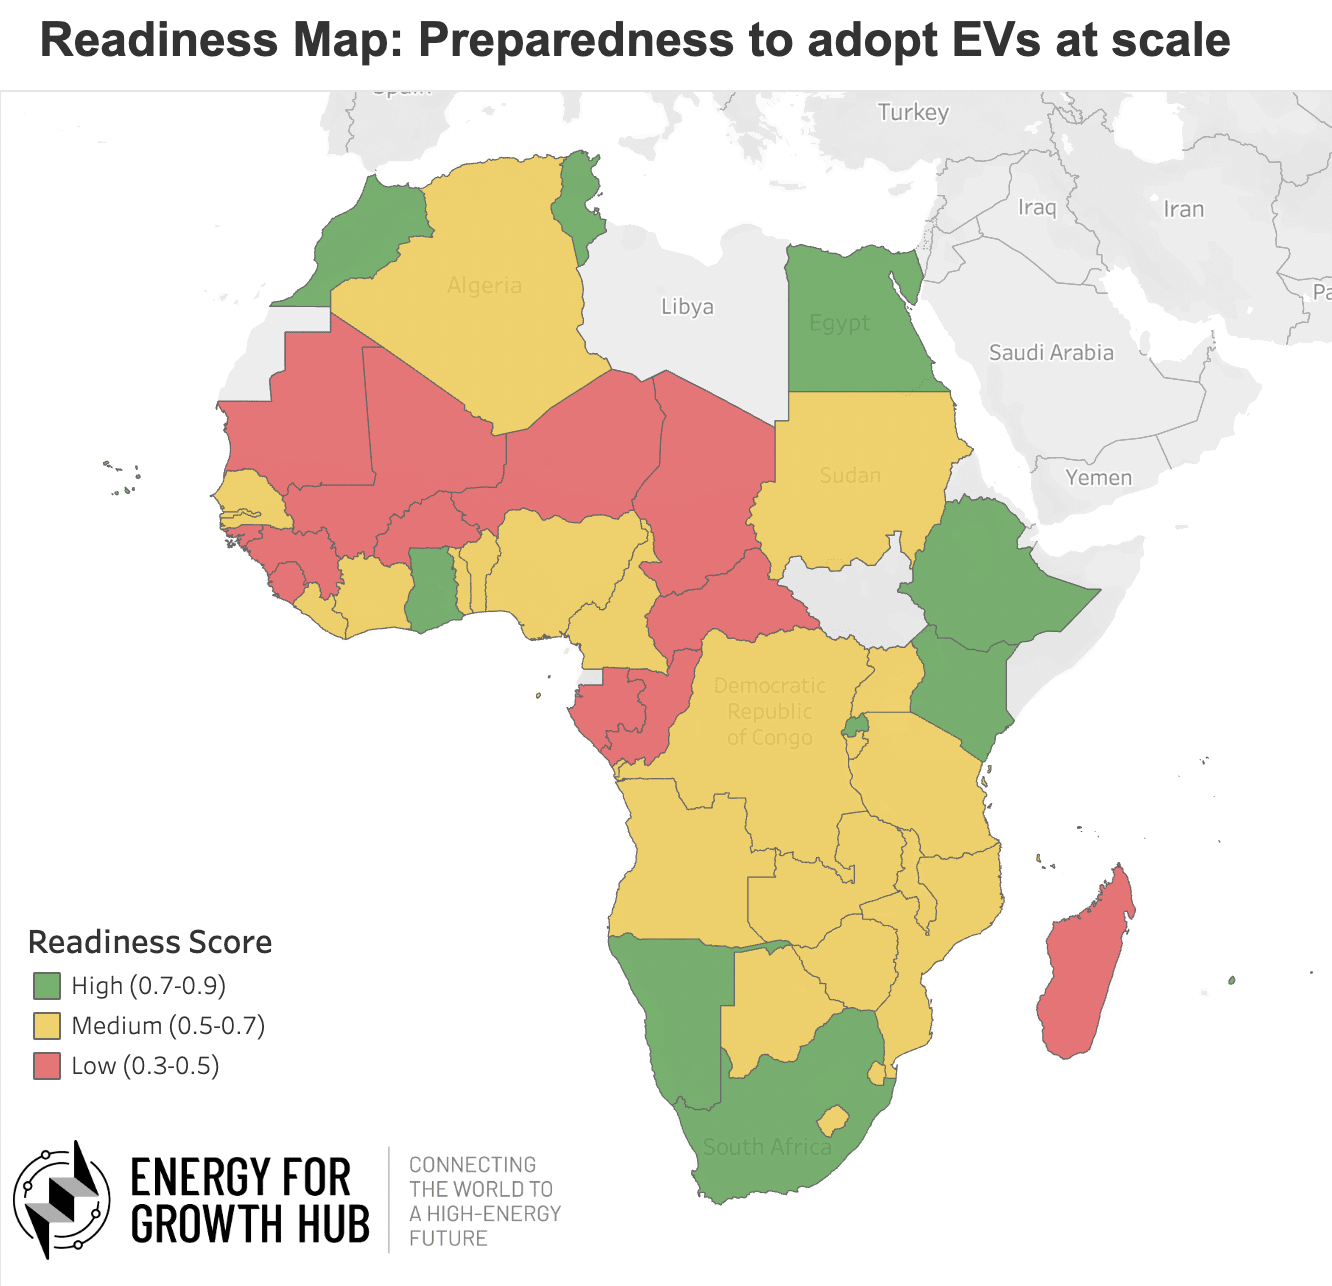 Readiness Map: Preparedness to adopt EVs at scale
Turkey
Iraq
Iran
Algeria
Libya
Egypt
Saudi Arabia
Sudan
Yemen
Democratic
Republic
of Congo
South Africa
Readiness Score
High (0.7-0.9)
Medium (0.5-0.7)
Low (0.3-0.5)
ENERGY FOR
GROWTH HUB
CONNECTING
THE WORLD TO
A HIGH-ENERGY
FUTURE